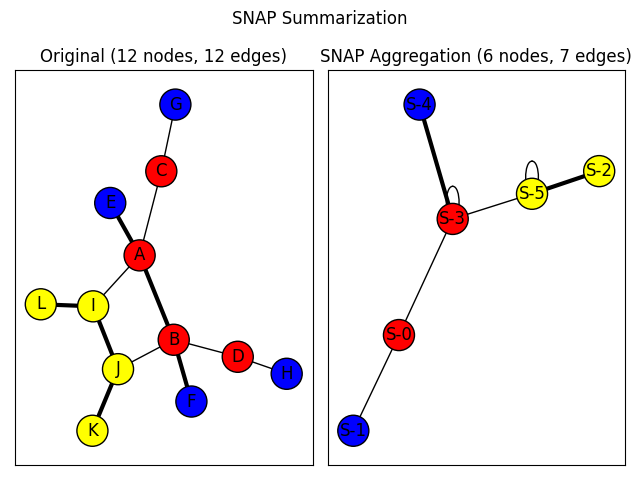 SNAP Summarization
Original (12 nodes, 12 edges)
SNAP Aggregation (6 nodes, 7 edges)
G
C
E
A
L
I
B
D
J
H
F
K
S-4
S-2
S-5
S-3
S-0
S-1